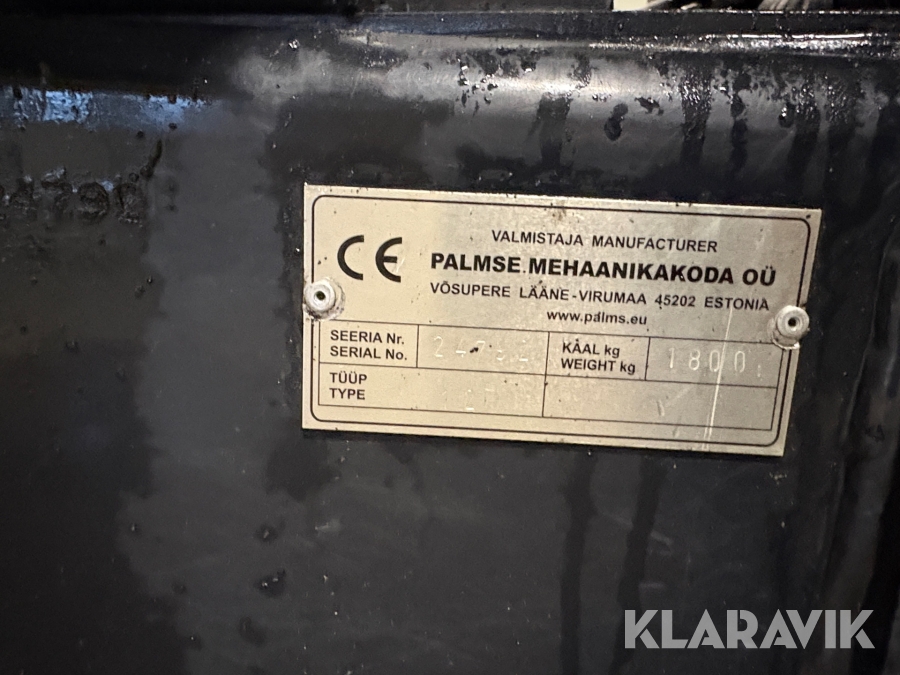 CE
VALMISTAJA MANUFACTURER
PALMSE MEHAANIKAKODA OÜ
VÕSUPERE LÄÄNE-VIRUMAA 45202 ESTONIA
www.palms.eu
SEERIA Nr.
SERIAL No.
KAAL kg
WEIGHT kg
1800
TÜÜP
TYPE
KLARAVIK